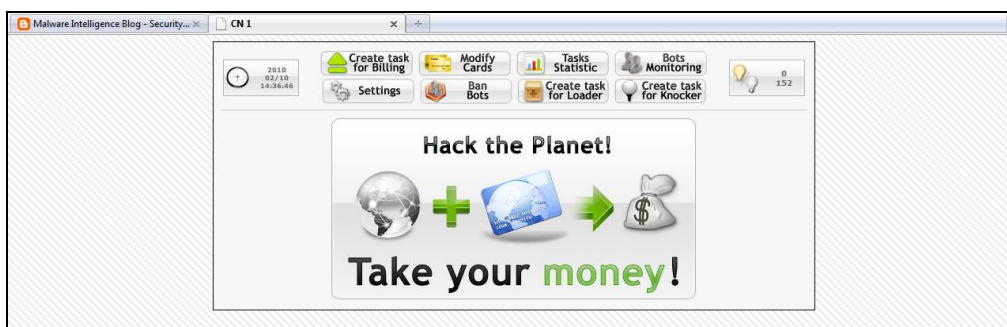 Malware Intelligence Blog - Security...
CN 1
2010
02/10
14:36:46
Create task
for Billing
Modify
Cards
Tasks
Statistic
Bots
Monitoring
0
152
Settings
Ban
Bots
Create task
for Loader
Create task
for Knocker
Hack the Planet!
Take your money!